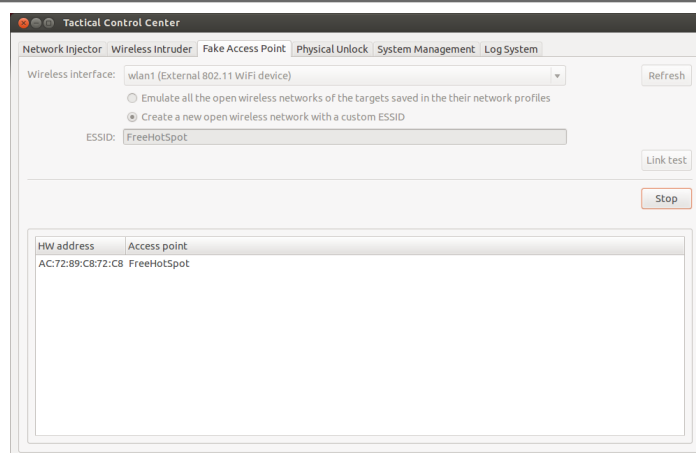 Tactical Control Center
Network Injector Wireless Intruder Fake Access Point Physical Unlock System Management Log System
Wireless interface: wlan1 (External 802.11 WiFi device) Refresh
Emulate all the open wireless networks of the targets saved in the their network profiles
Create a new open wireless network with a custom ESSID
ESSID: FreeHotSpot
Link test
Stop
HW address Access point
AC:72:89:C8:72:C8 FreeHotSpot